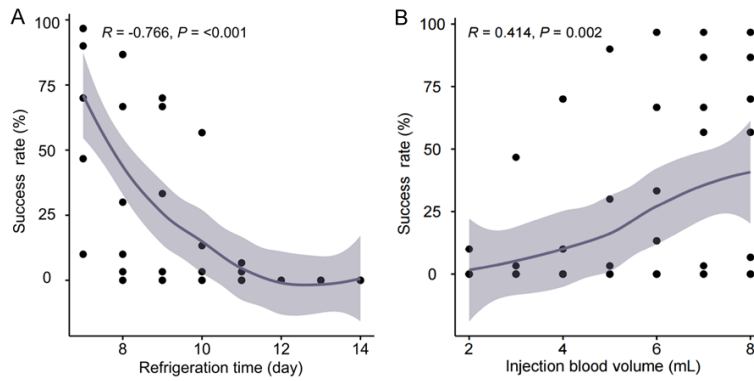 A
R = -0.766, P = <0.001
Success rate (%)
100
75
50
25
0
8
10
12
14
Refrigeration time (day)
B
R = 0.414, P = 0.002
Success rate (%)
100
75
50
25
0
2
4
6
8
Injection blood volume (mL)